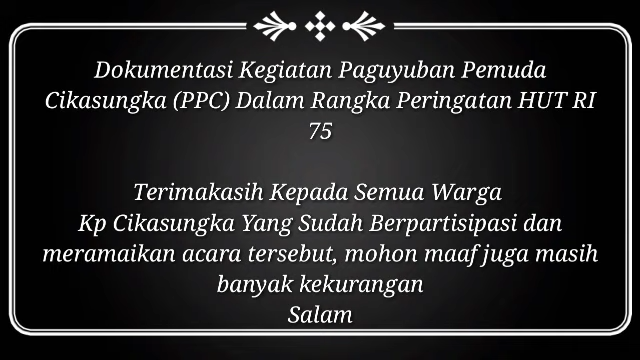 Dokumentasi Kegiatan Paguyuban Pemuda
Cikasungka (PPC) Dalam Rangka Peringatan HUT RI
75
Terimakasih Kepada Semua Warga
Kp Cikasungka Yang Sudah Berpartisipasi dan
meramaikan acara tersebut, mohon maaf juga masih
banyak kekurangan
Salam